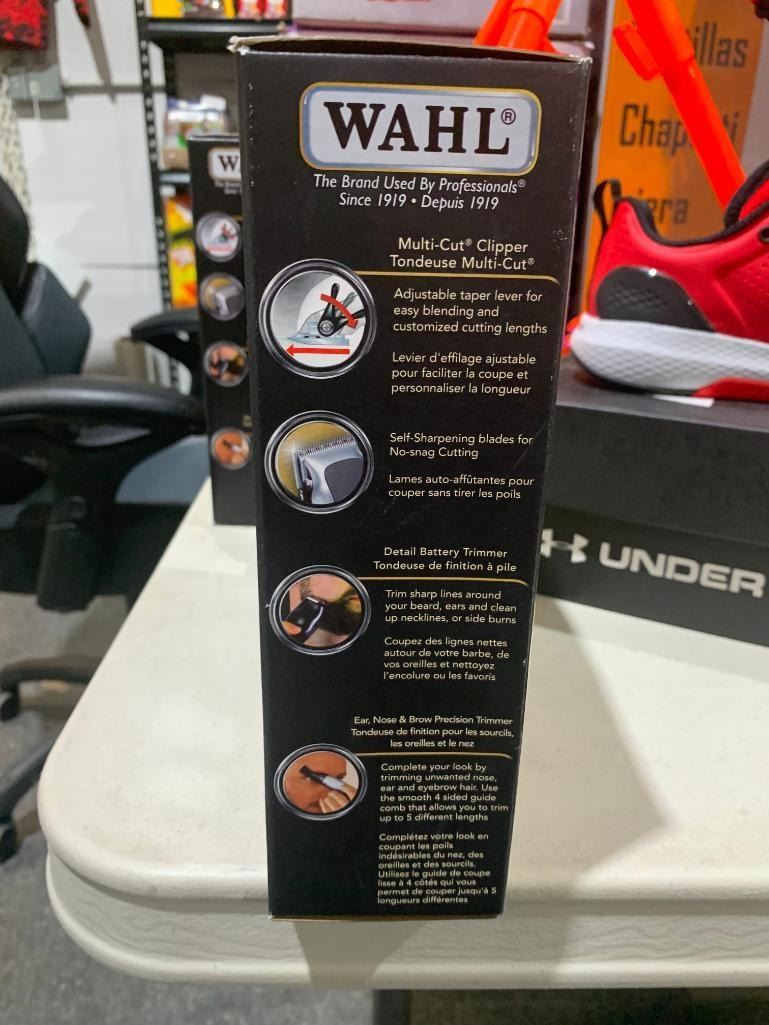 WAHL®
The Brand Used By Professionals®
Since 1919 • Depuis 1919
Multi-Cut® Clipper
Tondeuse Multi-Cut®
Adjustable taper lever for
easy blending and
customized cutting lengths
Levier d'effilage ajustable
pour faciliter la coupe et
personnaliser la longueur
Self-Sharpening blades for
No-snag Cutting
Lames auto-affûtantes pour
couper sans tirer les poils
Detail Battery Trimmer
Tondeuse de finition à pile
Trim sharp lines around
your beard, ears and clean
up necklines, or side burns
Coupez des lignes nettes
autour de votre barbe, de
vos oreilles et nettoyez
l'encolure ou les favoris
Ear, Nose & Brow Precision Trimmer
Tondeuse de finition pour les sourcils,
les oreilles et le nez
Complete your look by
trimming unwanted nose,
ear and eyebrow hair. Use
the smooth 4 sided guide
comb that allows you to trim
up to 5 different lengths
Complétez votre look en
coupant les poils
indésirables du nez, des
oreilles et des sourcils.
Utilisez le guide de coupe
lisse à 4 côtés qui vous
permet de couper jusqu'à 5
longueurs différentes
W
UNDER